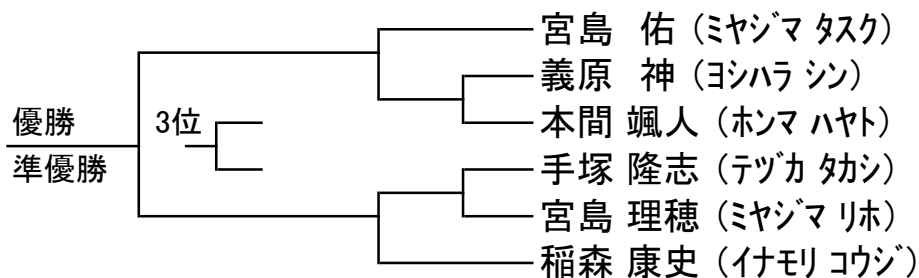 宮島 佑 (ミヤジマ タスク)
義原 神 (ヨシハラ シン)
優勝
3位
本間 颯人 (ホンマ ハヤト)
準優勝
手塚 隆志 (テヅカ タカシ)
宮島 理穂 (ミヤジマ リホ)
稲森 康史 (イナモリ コウジ)